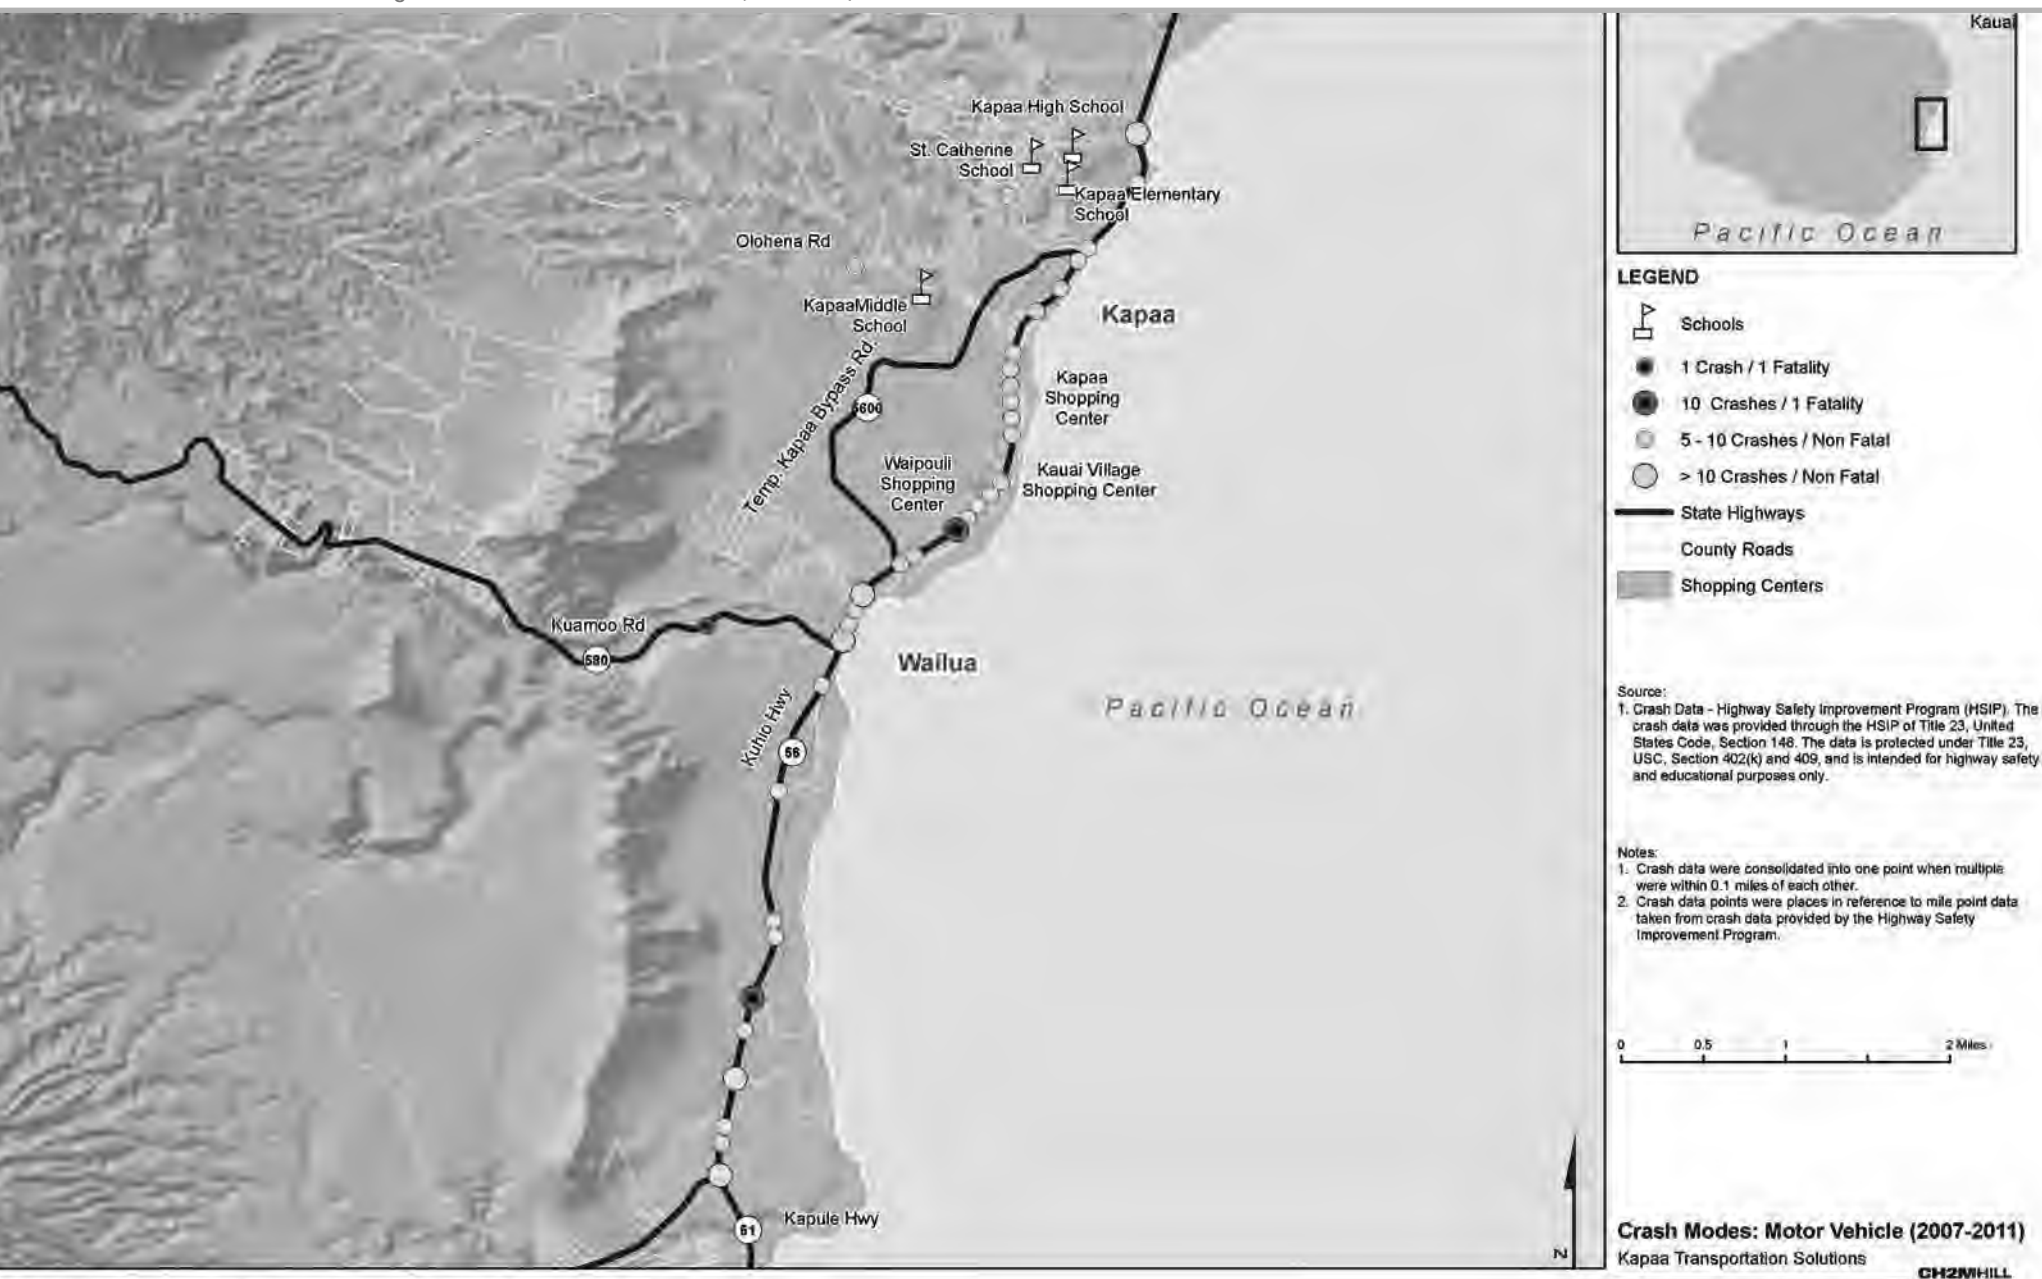 Kauai
Pacific Ocean
Kapaa High School
St. Catherine
School
Kapaa Elementary
School
Olohena Rd
KapaaMiddle
School
Kapaa
Temp. Kapaa Bypass Rd.
5600
Kapaa
Shopping
Center
Waipouli
Shopping
Center
Kauai Village
Shopping Center
Kuamoo Rd
580
Wailua
Pacific Ocean
Kuhio Hwy
56
Kapule Hwy
51
N
LEGEND
Schools
1 Crash / 1 Fatality
10 Crashes / 1 Fatality
5 - 10 Crashes / Non Fatal
> 10 Crashes / Non Fatal
State Highways
County Roads
Shopping Centers
Source:
1. Crash Data - Highway Safety Improvement Program (HSIP). The
crash data was provided through the HSIP of Title 23, United
States Code, Section 148. The data is protected under Title 23,
USC, Section 402(k) and 409, and is intended for highway safety
and educational purposes only.
Notes:
1. Crash data were consolidated into one point when multiple
were within 0.1 miles of each other.
2. Crash data points were places in reference to mile point data
taken from crash data provided by the Highway Safety
Improvement Program.
0 0.5 1 2 Miles
Crash Modes: Motor Vehicle (2007-2011)
Kapaa Transportation Solutions
CH2MHILL